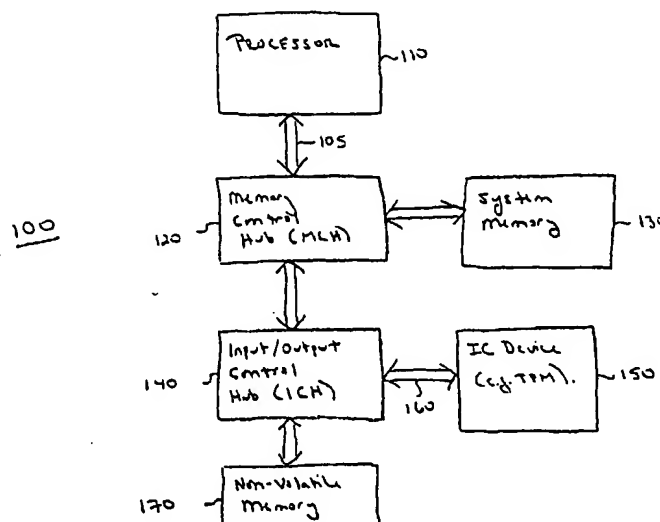 PROCESSOR
110
105
100
Memory
Control
Hub (MCH)
120
System
Memory
130
Input/Output
Control
Hub (ICH)
140
160
IC Device
(e.g. TPM).
150
Non-Volatile
Memory
170